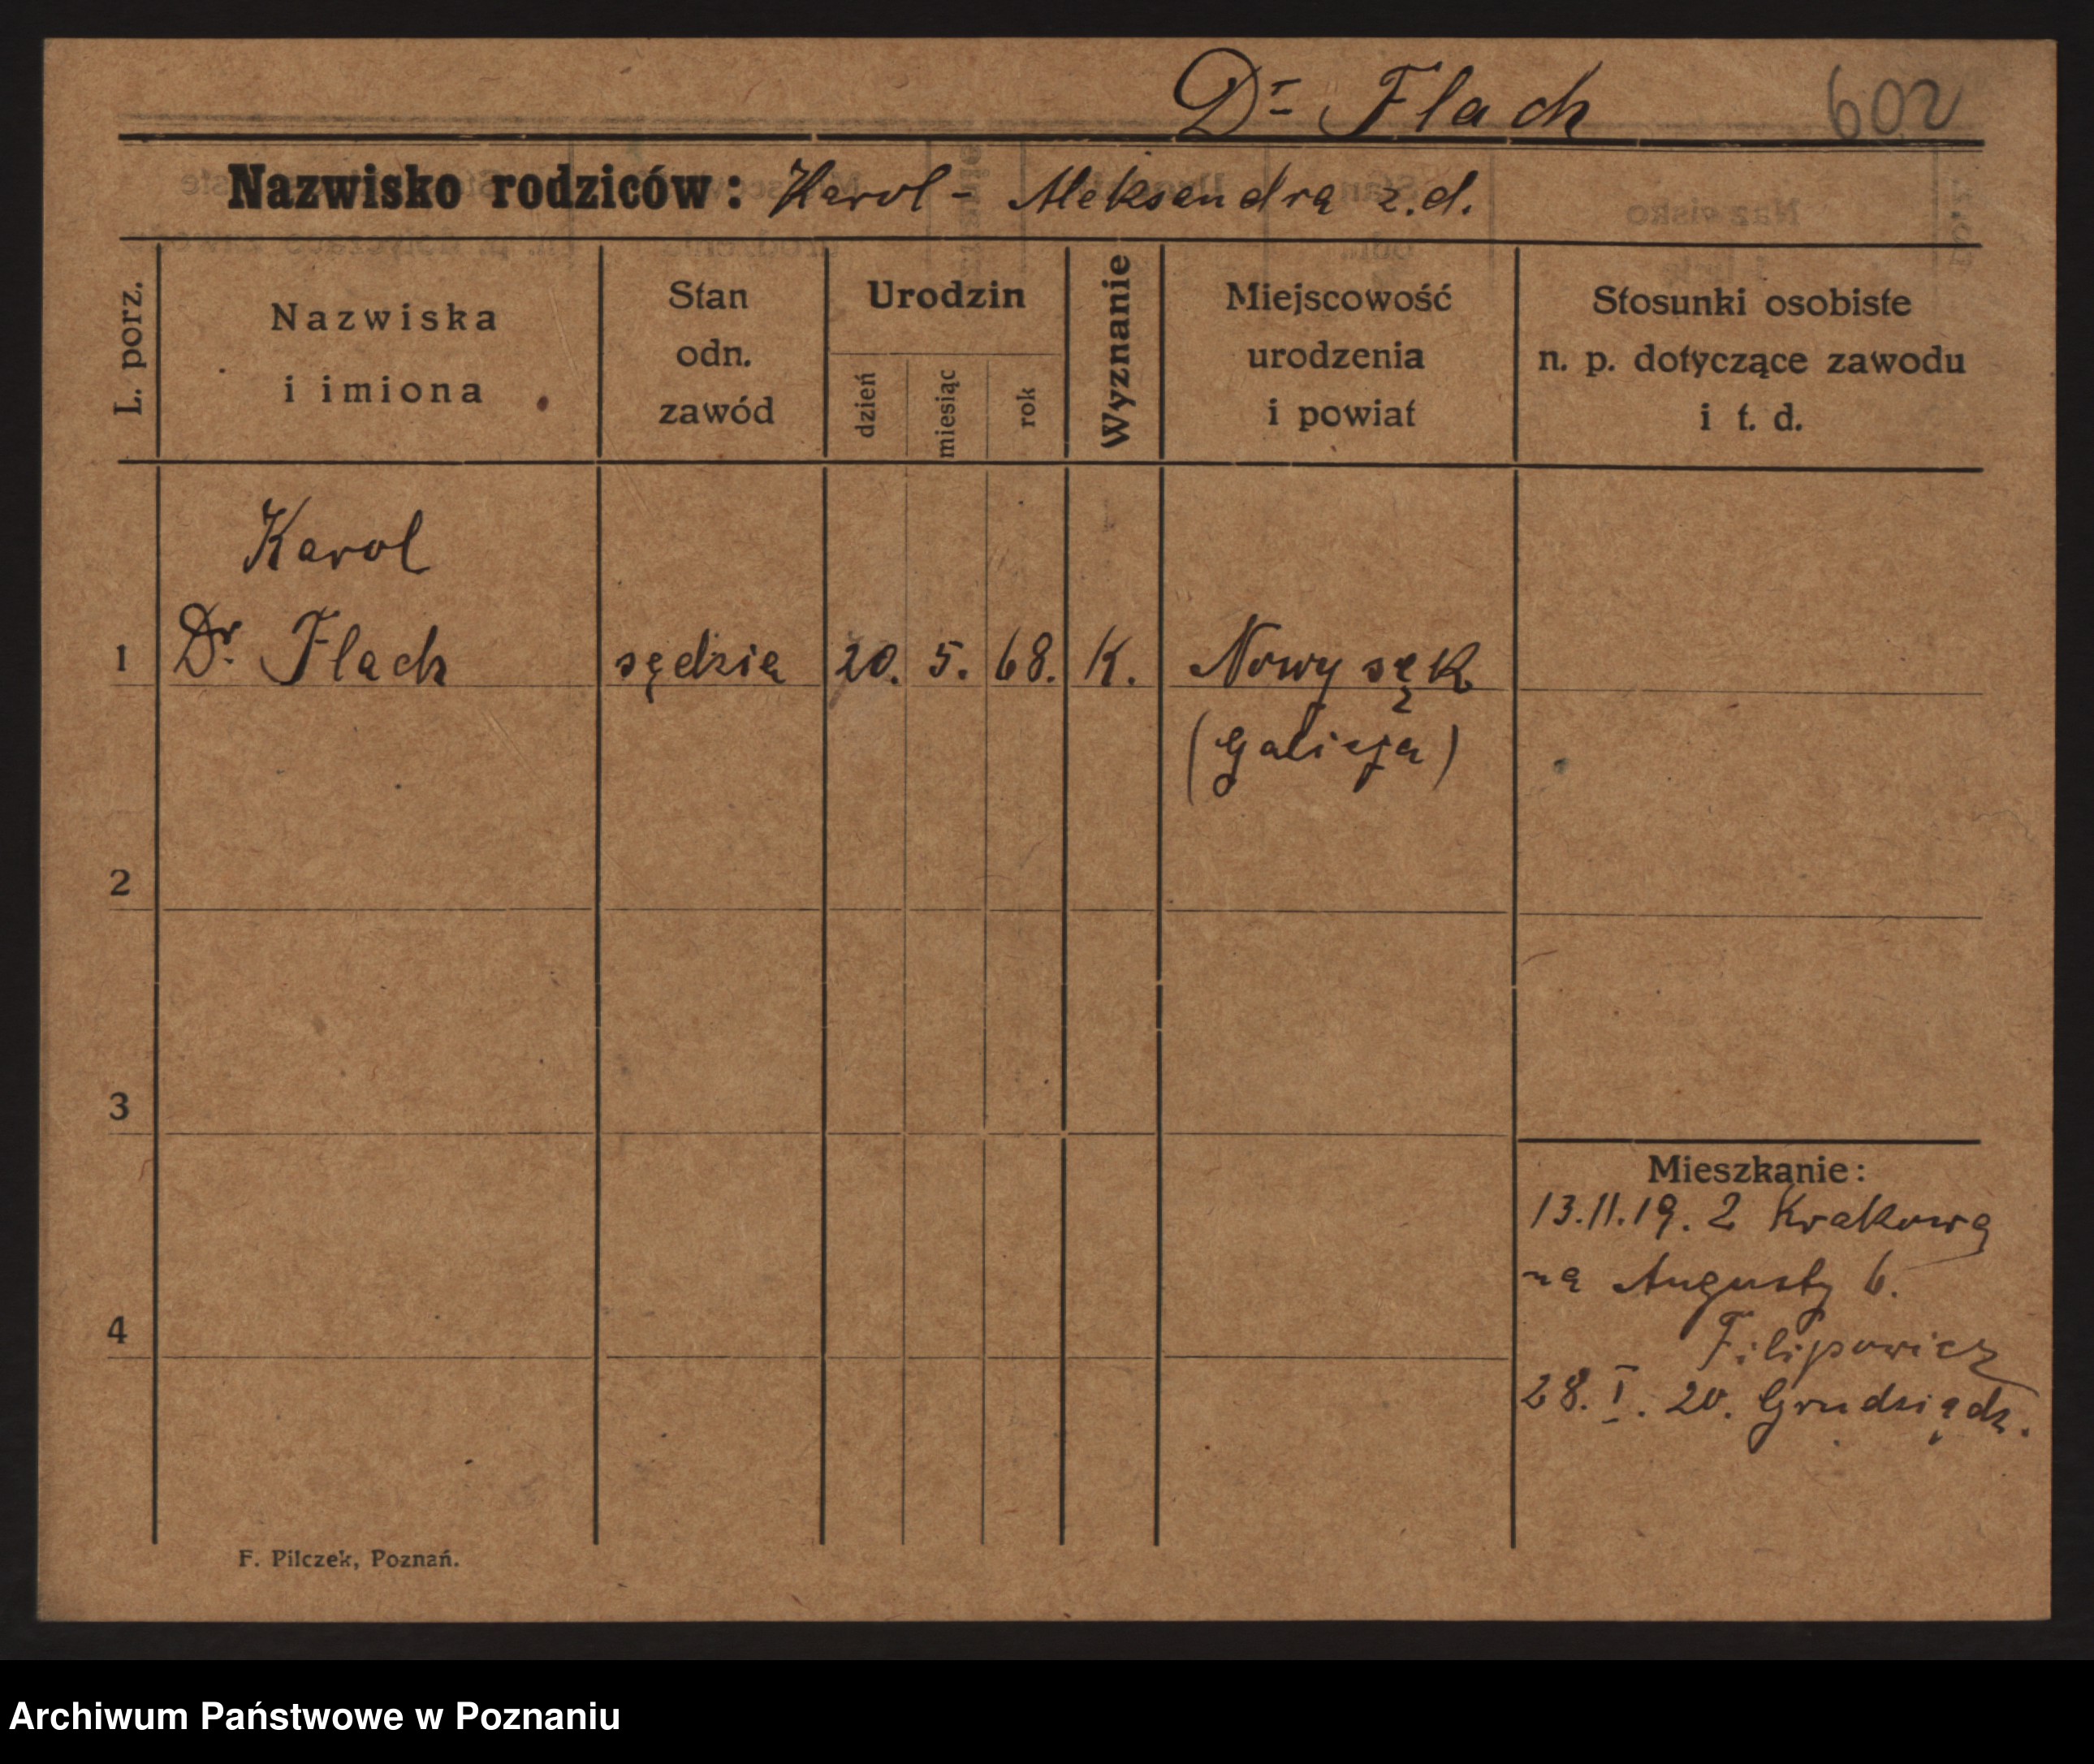 Dr Flach 602
Nazwisko rodziców: Karol - Aleksandra z.d.
L. porz.
Nazwiska
i imiona
Stan
odn.
zawód
Urodzin
dzień
miesiąc
rok
Wyznanie
Miejscowość
urodzenia
i powiat
Stosunki osobiste
n. p. dotyczące zawodu
i t. d.
Karol
1 Dr. Flach sędzia 20. 5. 68. K. Nowy sęk
(Galicja)
2
3
Mieszkanie:
13.11.19. z Krakowa
na Augusty 6.
4
Filipowicz
28. I. 20. Grudziądz.
F. Pilczek, Poznań.
Archiwum Państwowe w Poznaniu